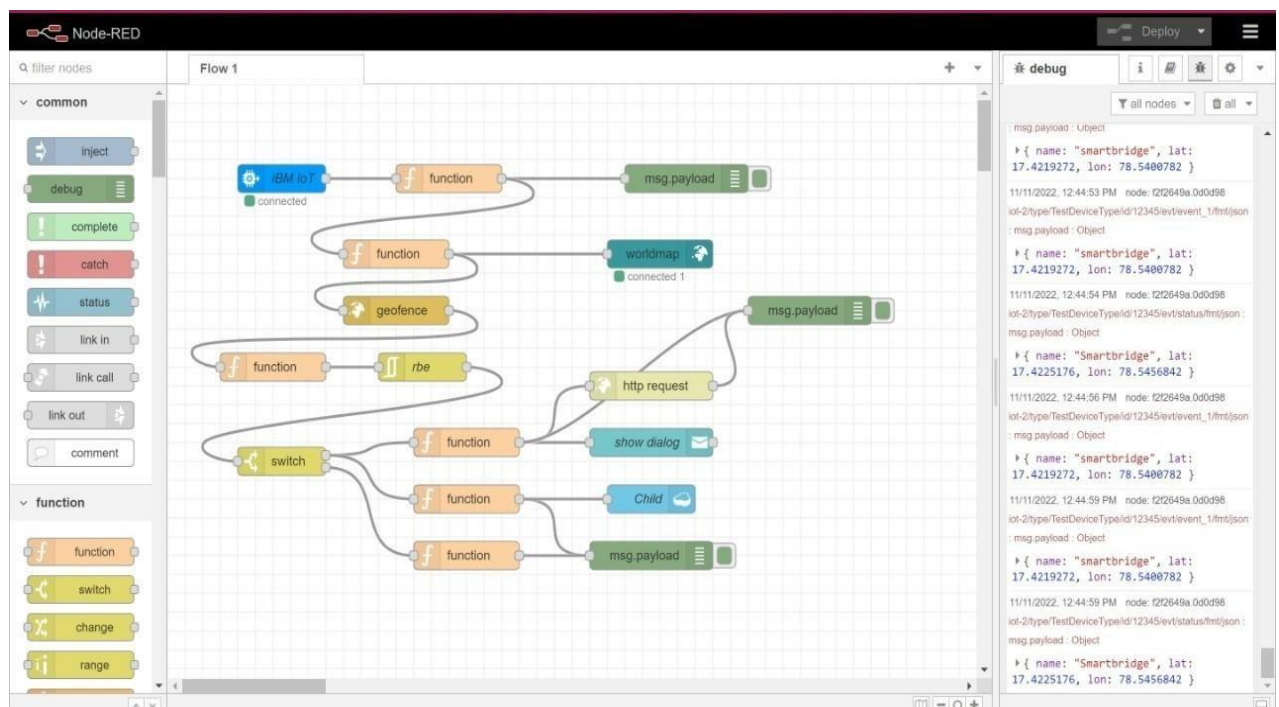 Node-RED
Deploy
filter nodes
Flow 1
debug
i
all nodes
all
common
inject
debug
complete
catch
status
link in
link call
link out
comment
function
function
switch
change
range
IBM IoT
connected
function
msg.payload
function
worldmap
connected 1
geofence
msg.payload
function
rbe
http request
function
show dialog
switch
function
Child
function
msg.payload
msg.payload : Object
{ name: "smartbridge", lat:
17.4219272, lon: 78.5400782 }
11/11/2022, 12:44:53 PM node: f2f2649a.0d0d98
iot-2/type/TestDeviceType/id/12345/evt/event_1/fmt/json
: msg.payload : Object
{ name: "smartbridge", lat:
17.4219272, lon: 78.5400782 }
11/11/2022, 12:44:54 PM node: f2f2649a.0d0d98
iot-2/type/TestDeviceType/id/12345/evt/status/fmt/json :
msg.payload : Object
{ name: "Smartbridge", lat:
17.4225176, lon: 78.5456842 }
11/11/2022, 12:44:56 PM node: f2f2649a.0d0d98
iot-2/type/TestDeviceType/id/12345/evt/event_1/fmt/json
: msg.payload : Object
{ name: "smartbridge", lat:
17.4219272, lon: 78.5400782 }
11/11/2022, 12:44:59 PM node: f2f2649a.0d0d98
iot-2/type/TestDeviceType/id/12345/evt/event_1/fmt/json
: msg.payload : Object
{ name: "smartbridge", lat:
17.4219272, lon: 78.5400782 }
11/11/2022, 12:44:59 PM node: f2f2649a.0d0d98
iot-2/type/TestDeviceType/id/12345/evt/status/fmt/json :
msg.payload : Object
{ name: "Smartbridge", lat:
17.4225176, lon: 78.5456842 }